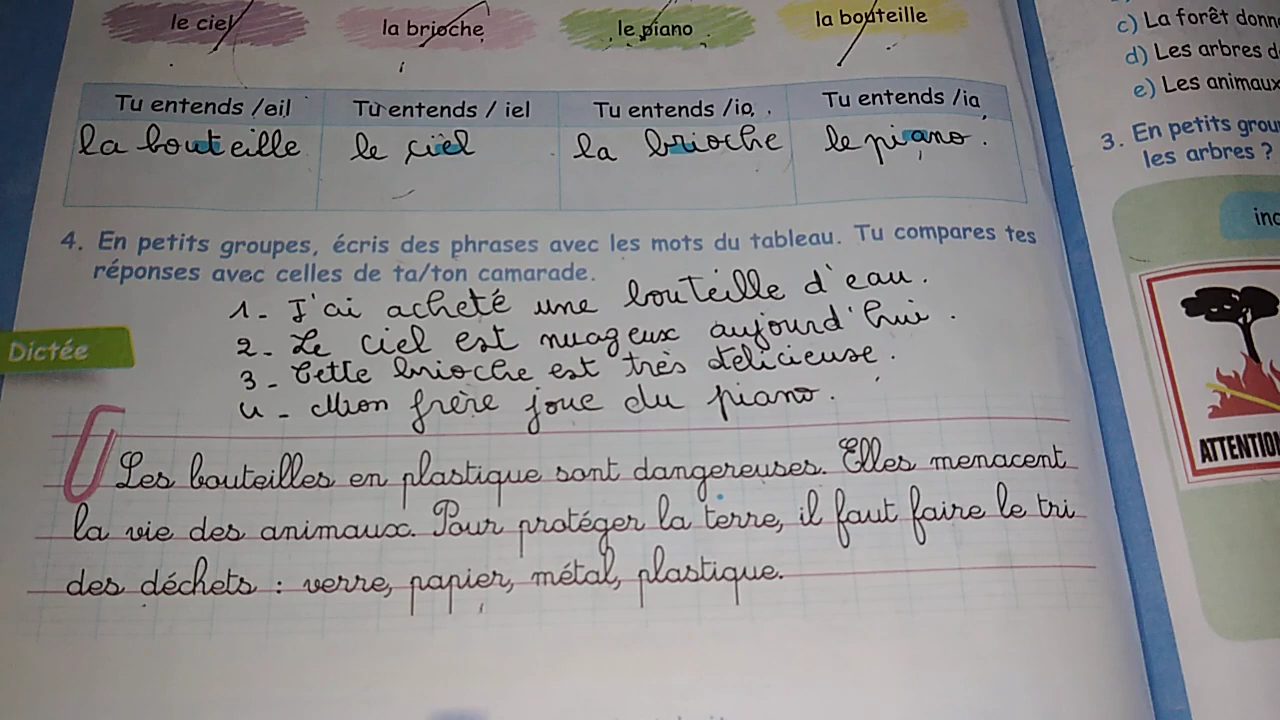 le ciel
la brioche
le piano
la bouteille
Tu entends /eil
Tu entends / iel
Tu entends /io
Tu entends /ia
la bouteille
le ciel
la brioche
le piano.
4. En petits groupes, écris des phrases avec les mots du tableau. Tu compares tes
réponses avec celles de ta/ton camarade.
1- J'ai acheté une bouteille d'eau.
2- Le ciel est nuageux aujourd'hui.
3- Cette brioche est très délicieuse.
4- Mon frère joue du piano.
Dictée
Les bouteilles en plastique sont dangereuses. Elles menacent
la vie des animaux. Pour protéger la terre, il faut faire le tri
des déchets : verre, papier, métal, plastique.
c) La forêt donn
d) Les arbres d
e) Les animaux
3. En petits grou
les arbres ?
inc
ATTENTIO